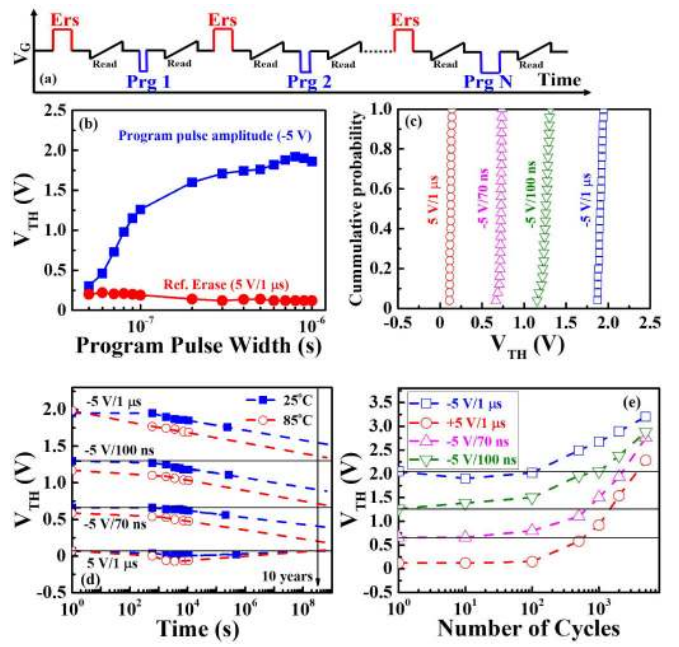 Ers Ers Ers
V_G
Read Read Read Read Read
(a) Prg 1 Prg 2 Prg N Time
(b)
Program pulse amplitude (-5 V)
Ref. Erase (5 V/1 μs)
2.5
2.0
1.5
1.0
0.5
0
V_TH (V)
10^-7 10^-6
Program Pulse Width (s)
(c)
1.0
0.8
0.6
0.4
0.2
0
Cummulative probability
5 V/1 μs
-5 V/70 ns
-5 V/100 ns
-5 V/1 μs
-0.5 0 0.5 1.0 1.5 2.0 2.5
V_TH (V)
-5 V/1 μs
25°C
85°C
-5 V/100 ns
-5 V/70 ns
5 V/1 μs
(d) 10 years
2.0
1.5
1.0
0.5
0
-0.5
V_TH (V)
10^0 10^2 10^4 10^6 10^8
Time (s)
-5 V/1 μs
+5 V/1 μs
-5 V/70 ns
-5 V/100 ns
(e)
3.5
3.0
2.5
2.0
1.5
1.0
0.5
0
-0.5
V_TH (V)
10^0 10^1 10^2 10^3
Number of Cycles